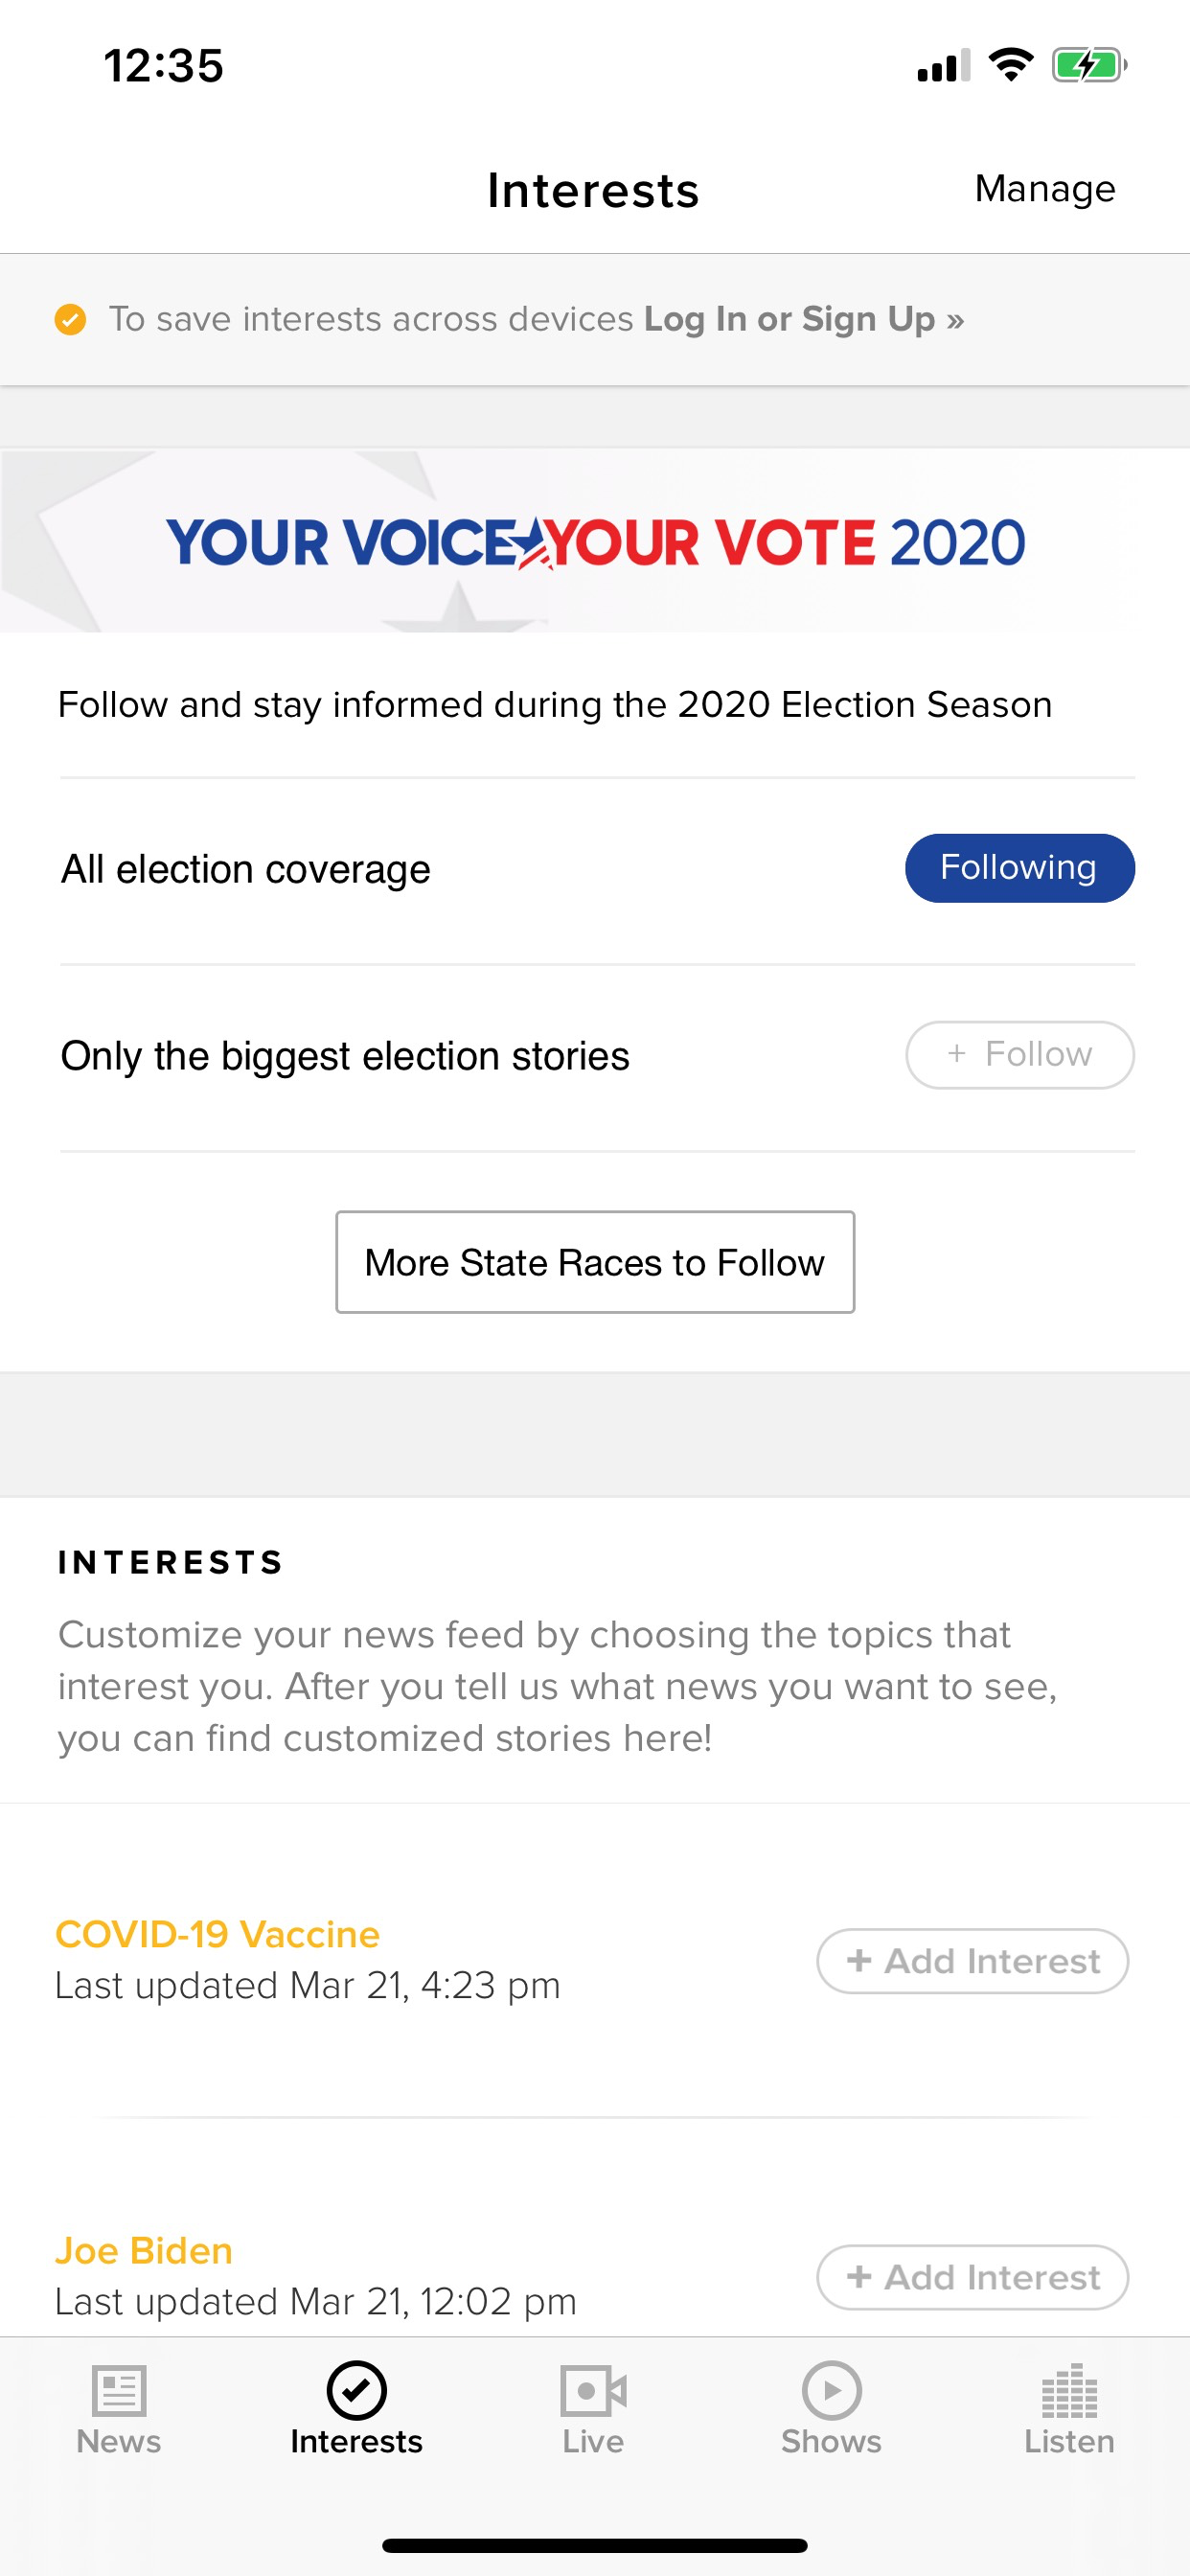 12:35
Interests
Manage
To save interests across devices Log In or Sign Up »
YOUR VOICE YOUR VOTE 2020
Follow and stay informed during the 2020 Election Season
All election coverage
Following
Only the biggest election stories
+ Follow
More State Races to Follow
INTERESTS
Customize your news feed by choosing the topics that
interest you. After you tell us what news you want to see,
you can find customized stories here!
COVID-19 Vaccine
Last updated Mar 21, 4:23 pm
+ Add Interest
Joe Biden
Last updated Mar 21, 12:02 pm
+ Add Interest
News
Interests
Live
Shows
Listen